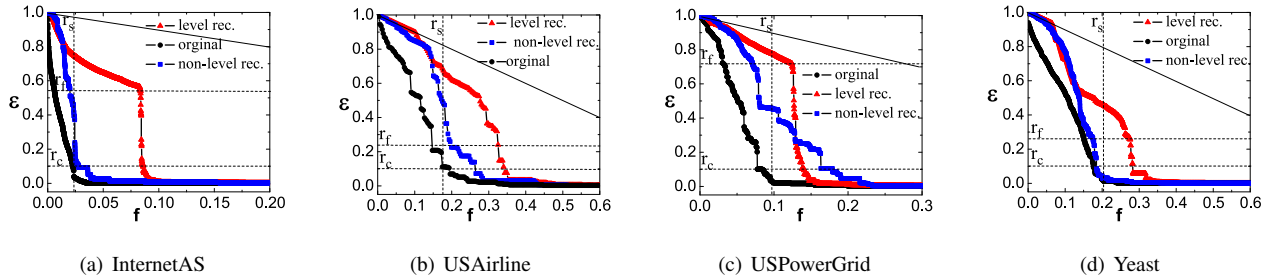 1.0
0.8
0.6
0.4
0.2
0.0
ε
r_s
r_f
r_c
level rec.
orginal
non-level rec.
0.00 0.05 0.10 0.15 0.20
f
(a) InternetAS
1.0
0.8
0.6
0.4
0.2
0.0
ε
r_s
r_f
r_c
level rec.
non-level rec.
orginal
0.0 0.1 0.2 0.3 0.4 0.5 0.6
f
(b) USAirline
1.0
0.8
0.6
0.4
0.2
0.0
ε
r_s
r_f
r_c
orginal
level rec.
non-level rec.
0.0 0.1 0.2 0.3
f
(c) USPowerGrid
1.0
0.8
0.6
0.4
0.2
0.0
ε
r_s
r_f
r_c
level rec.
orginal
non-level rec.
0.0 0.1 0.2 0.3 0.4 0.5 0.6
f
(d) Yeast